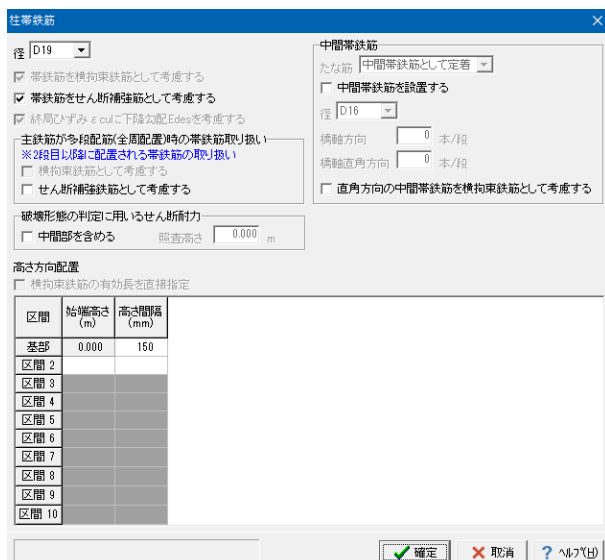 柱帯鉄筋
径 D19
帯鉄筋を横拘束鉄筋として考慮する
帯鉄筋をせん断補強筋として考慮する
終局ひずみεculに下降勾配Edesを考慮する
主鉄筋が多段配筋(全周配置)時の帯鉄筋取り扱い
※2段目以降に配置される帯鉄筋の取り扱い
横拘束鉄筋として考慮する
せん断補強鉄筋として考慮する
破壊形態の判定に用いるせん断耐力
中間部を含める 照査高さ 0.000 m
中間帯鉄筋
たな筋 中間帯鉄筋として定着
中間帯鉄筋を設置する
径 D16
橋軸方向 0 本/段
橋軸直角方向 0 本/段
直角方向の中間帯鉄筋を横拘束鉄筋として考慮する
高さ方向配置
横拘束鉄筋の有効長を直接指定
区間 始端高さ(m) 高さ間隔(mm)
基部 0.000 150
区間 2
区間 3
区間 4
区間 5
区間 6
区間 7
区間 8
区間 9
区間 10
確定 取消 ? ヘルプ(H)